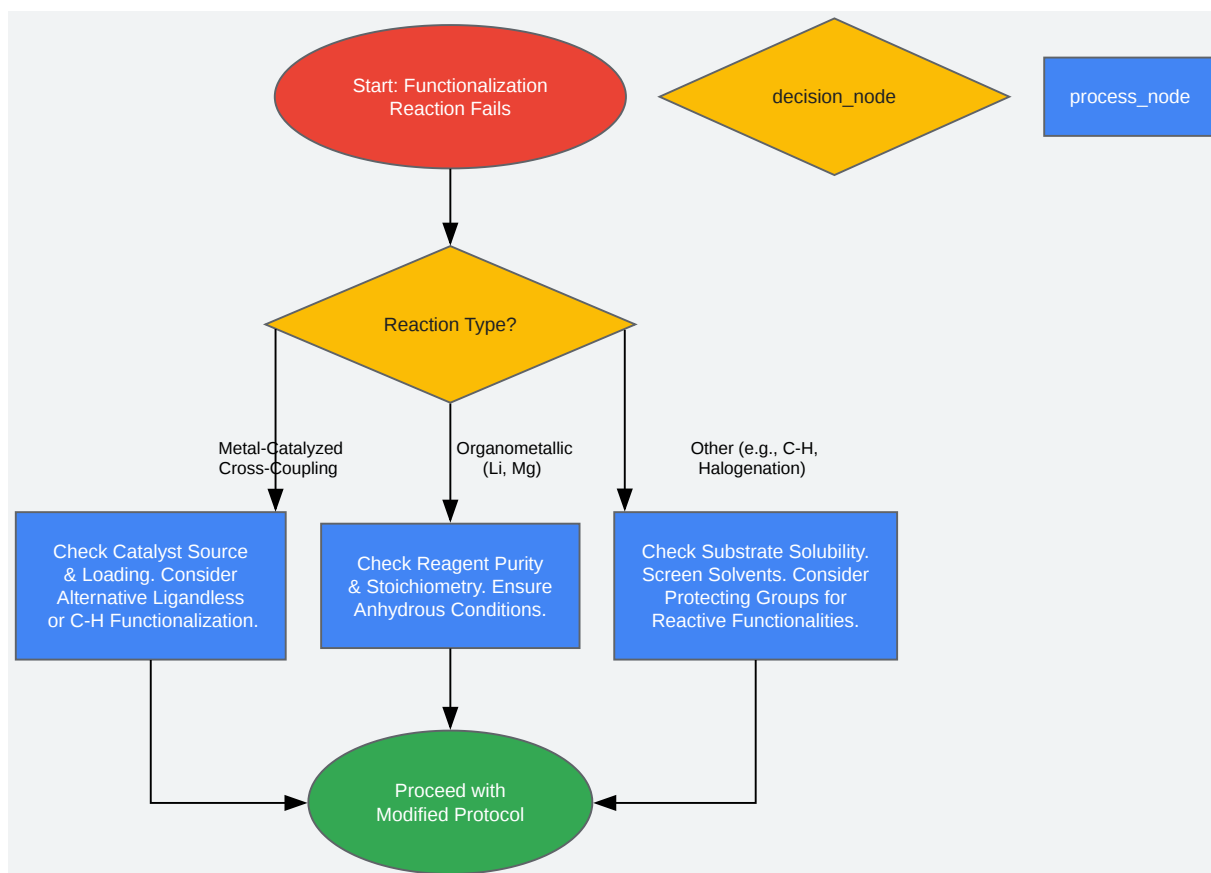 Start: Functionalization
Reaction Fails
decision_node
process_node
Reaction Type?
Metal-Catalyzed
Cross-Coupling
Organometallic
(Li, Mg)
Other (e.g., C-H,
Halogenation)
Check Catalyst Source
& Loading. Consider
Alternative Ligandless
or C-H Functionalization.
Check Reagent Purity
& Stoichiometry. Ensure
Anhydrous Conditions.
Check Substrate Solubility.
Screen Solvents. Consider
Protecting Groups for
Reactive Functionalities.
Proceed with
Modified Protocol